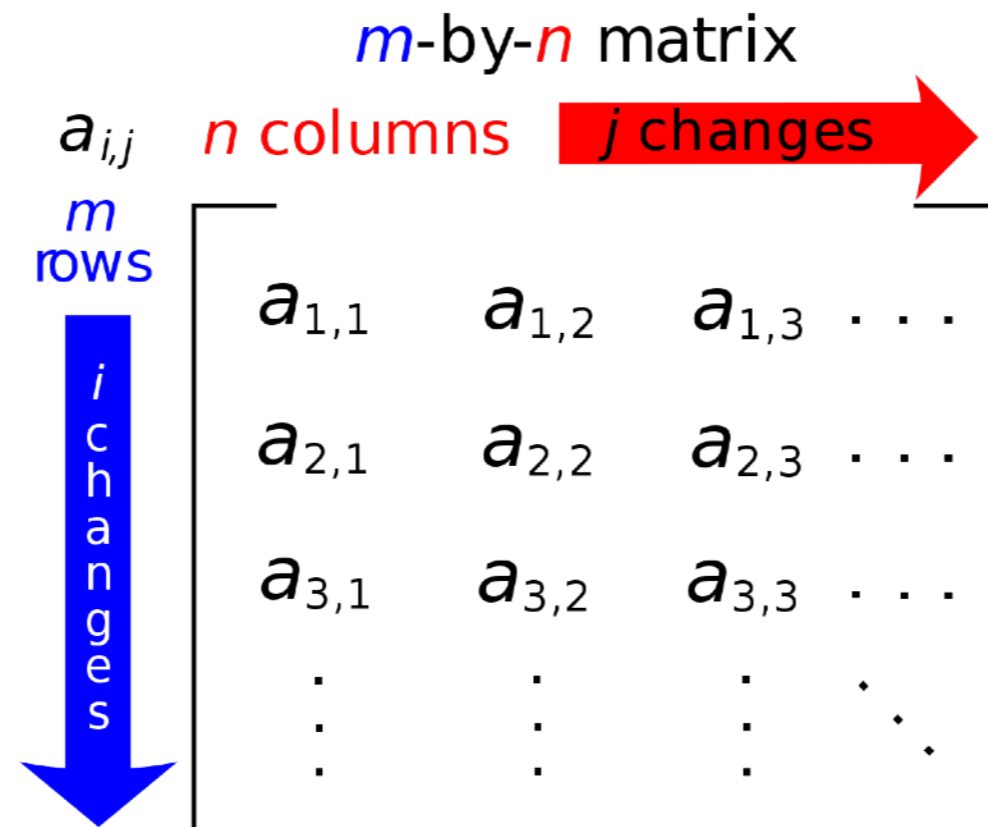 m-by-n matrix
a i,j n columns j changes
m
rows
i changes
a1,1 a1,2 a1,3 . . .
a2,1 a2,2 a2,3 . . .
a3,1 a3,2 a3,3 . . .
. . . .
. . . .
. . . .